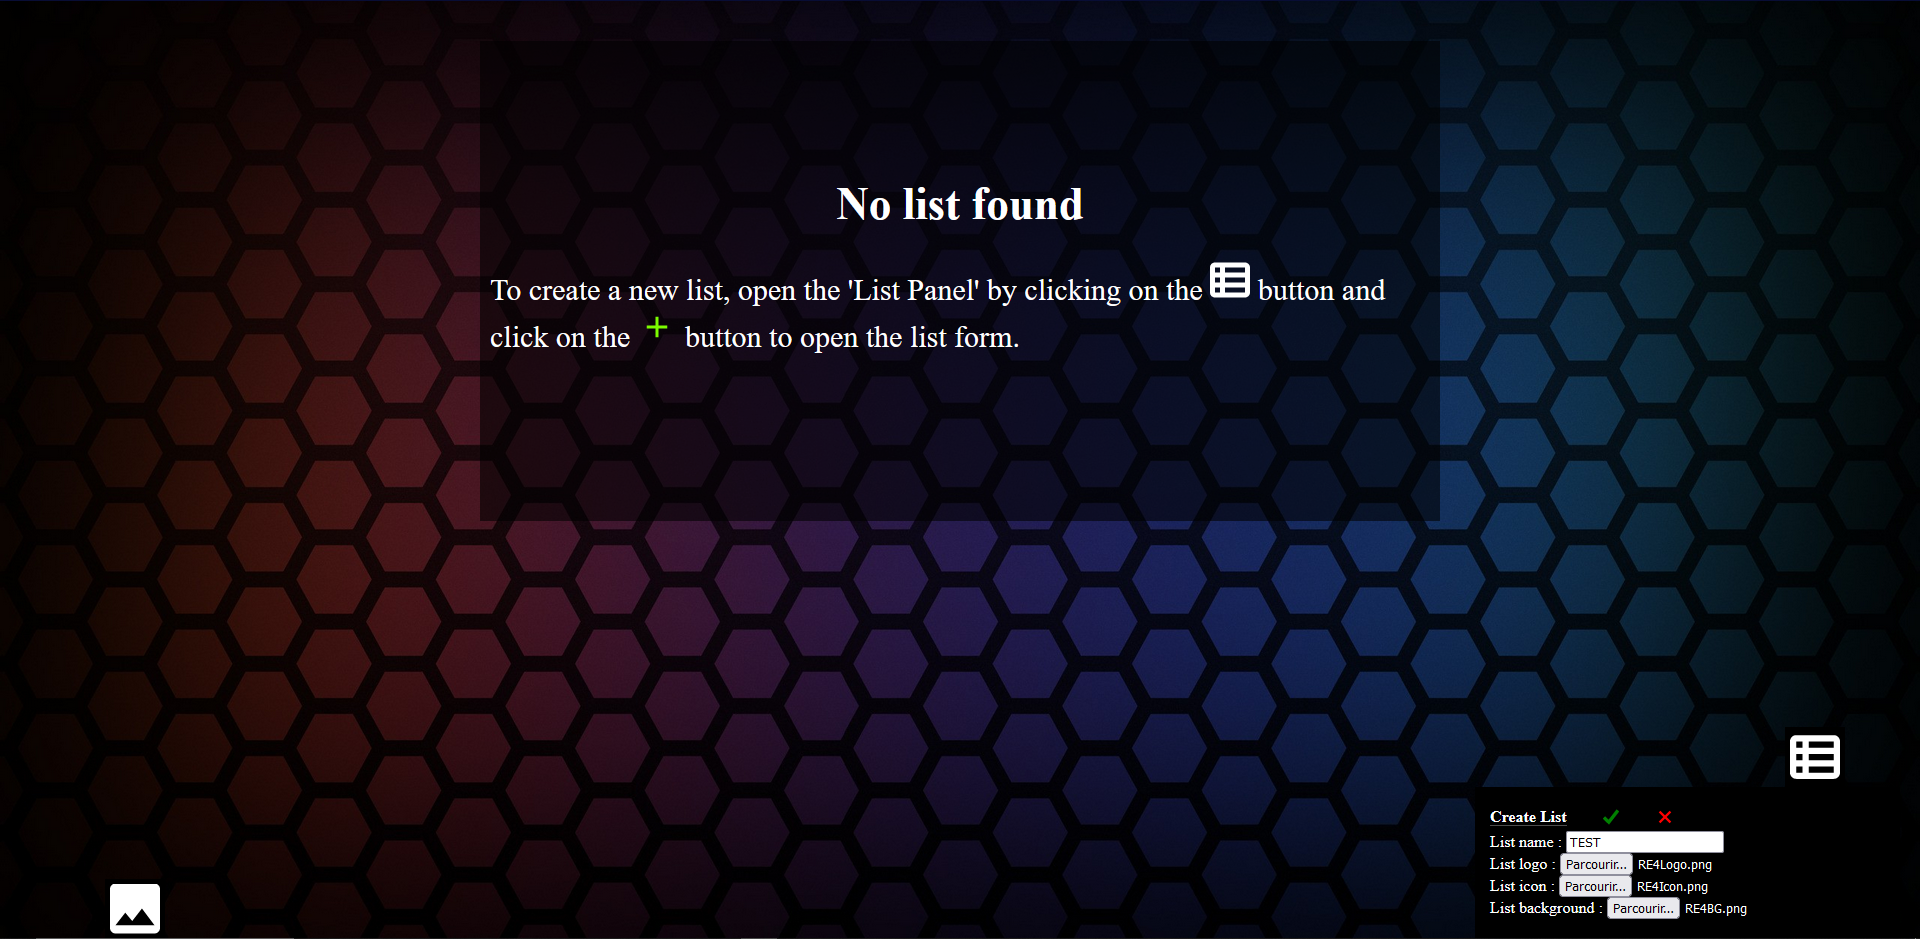 No list found
To create a new list, open the 'List Panel' by clicking on the button and
click on the + button to open the list form.
Create List
List name : TEST
List logo : Parcourir... RE4Logo.png
List icon : Parcourir... RE4Icon.png
List background : Parcourir... RE4BG.png